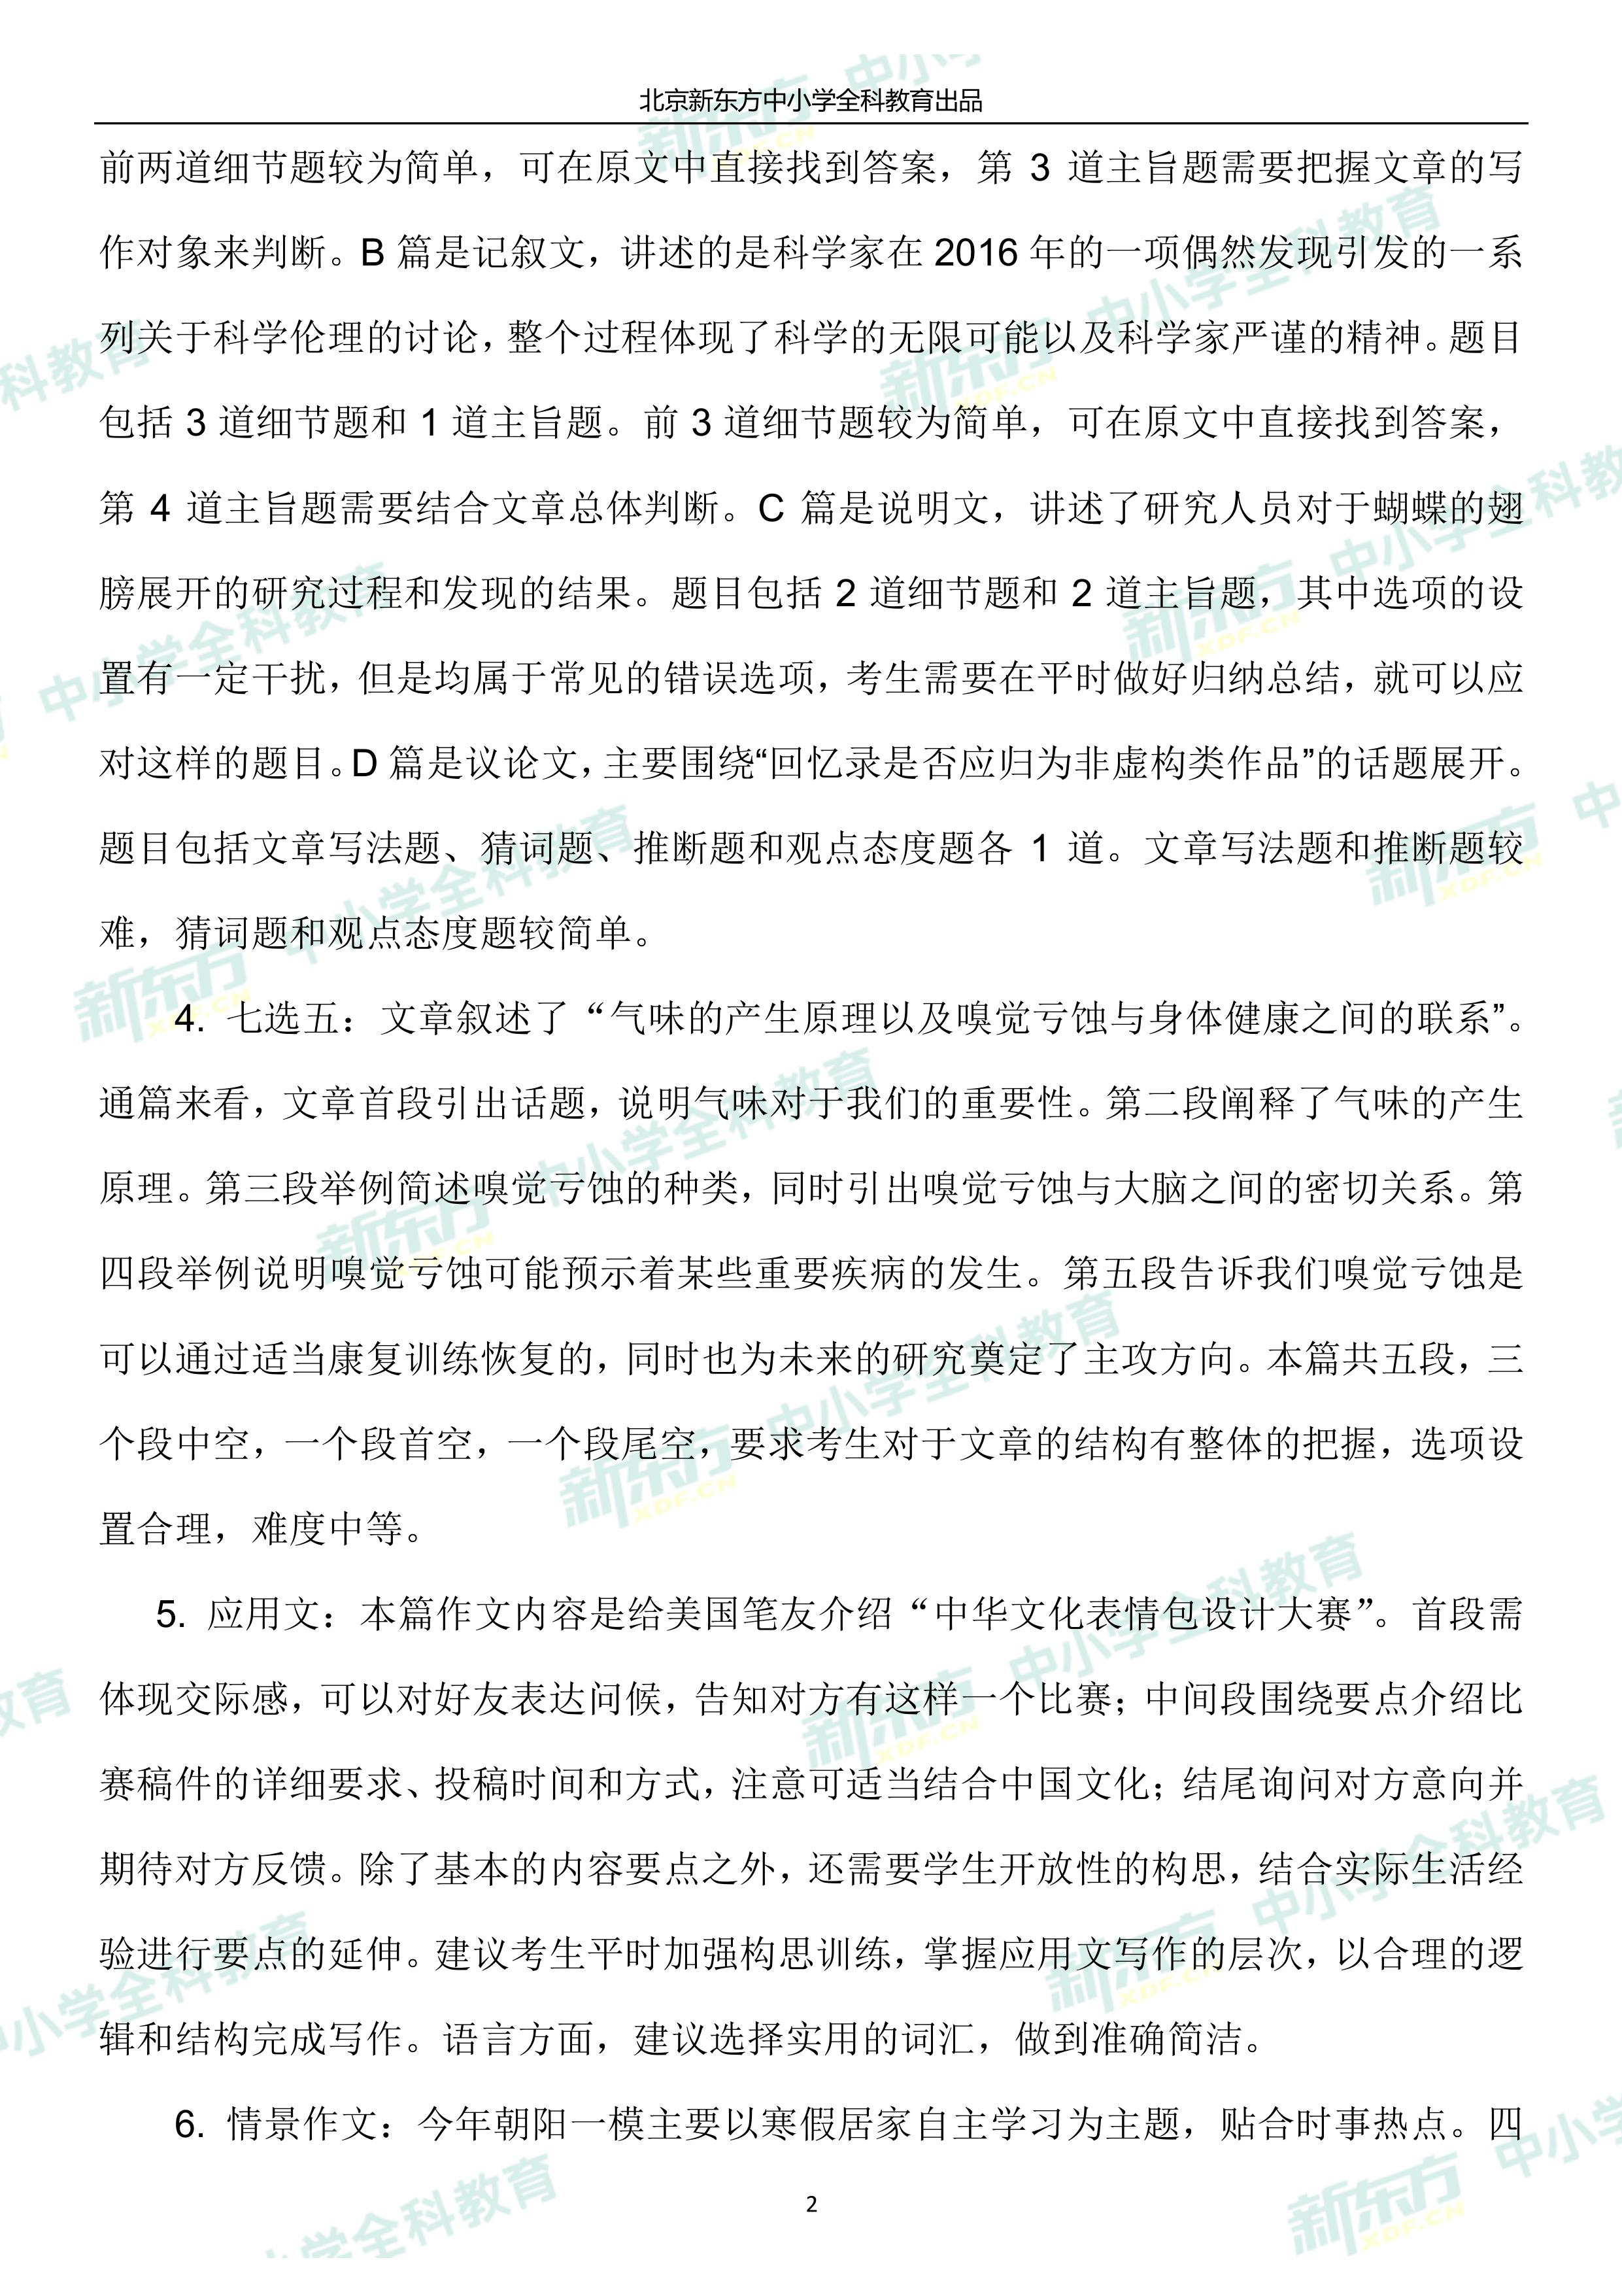 北京新东方中小学全科教育出品
前两道细节题较为简单，可在原文中直接找到答案，第 3 道主旨题需要把握文章的写
作对象来判断。B 篇是记叙文，讲述的是科学家在 2016 年的一项偶然发现引发的一系
列关于科学伦理的讨论，整个过程体现了科学的无限可能以及科学家严谨的精神。题目
包括 3 道细节题和 1 道主旨题。前 3 道细节题较为简单，可在原文中直接找到答案，
第 4 道主旨题需要结合文章总体判断。C 篇是说明文，讲述了研究人员对于蝴蝶的翅
膀展开的研究过程和发现的结果。题目包括 2 道细节题和 2 道主旨题，其中选项的设
置有一定干扰，但是均属于常见的错误选项，考生需要在平时做好归纳总结，就可以应
对这样的题目。D 篇是议论文，主要围绕“回忆录是否应归为非虚构类作品”的话题展开。
题目包括文章写法题、猜词题、推断题和观点态度题各 1 道。文章写法题和推断题较
难，猜词题和观点态度题较简单。
4. 七选五：文章叙述了“气味的产生原理以及嗅觉亏蚀与身体健康之间的联系”。
通篇来看，文章首段引出话题，说明气味对于我们的重要性。第二段阐释了气味的产生
原理。第三段举例简述嗅觉亏蚀的种类，同时引出嗅觉亏蚀与大脑之间的密切关系。第
四段举例说明嗅觉亏蚀可能预示着某些重要疾病的发生。第五段告诉我们嗅觉亏蚀是
可以通过适当康复训练恢复的，同时也为未来的研究奠定了主攻方向。本篇共五段，三
个段中空，一个段首空，一个段尾空，要求考生对于文章的结构有整体的把握，选项设
置合理，难度中等。
5. 应用文：本篇作文内容是给美国笔友介绍“中华文化表情包设计大赛”。首段需
体现交际感，可以对好友表达问候，告知对方有这样一个比赛；中间段围绕要点介绍比
赛稿件的详细要求、投稿时间和方式，注意可适当结合中国文化；结尾询问对方意向并
期待对方反馈。除了基本的内容要点之外，还需要学生开放性的构思，结合实际生活经
验进行要点的延伸。建议考生平时加强构思训练，掌握应用文写作的层次，以合理的逻
辑和结构完成写作。语言方面，建议选择实用的词汇，做到准确简洁。
6. 情景作文：今年朝阳一模主要以寒假居家自主学习为主题，贴合时事热点。四
2